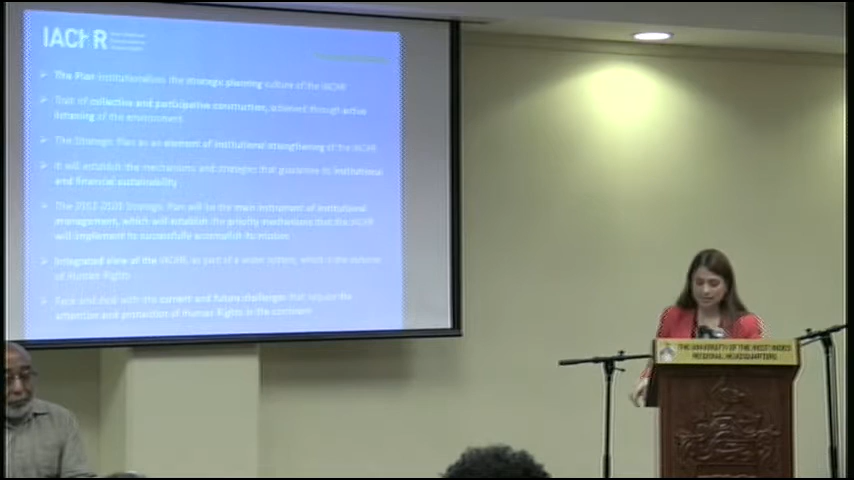 IACHR
The Plan institutionalizes the strategic planning culture of the IACHR
Trait of collective and participative construction, achieved through active
listening of the environment
The Strategic Plan as an element of institutional strengthening of the IACHR
It will establish the mechanisms and strategies that guarantee its institutional
and financial sustainability
The Strategic Plan will be the main instrument of institutional
management, which will establish the priority mechanisms that the IACHR
will implement to successfully accomplish its mission
Integrated view of the IACHR, as part of a wider system, which is the
of Human Rights
Face and deal with the current and future challenges that require the
attention and protection of Human Rights in the continent
THE UNIVERSITY OF THE WEST INDIES
REGIONAL HEADQUARTERS